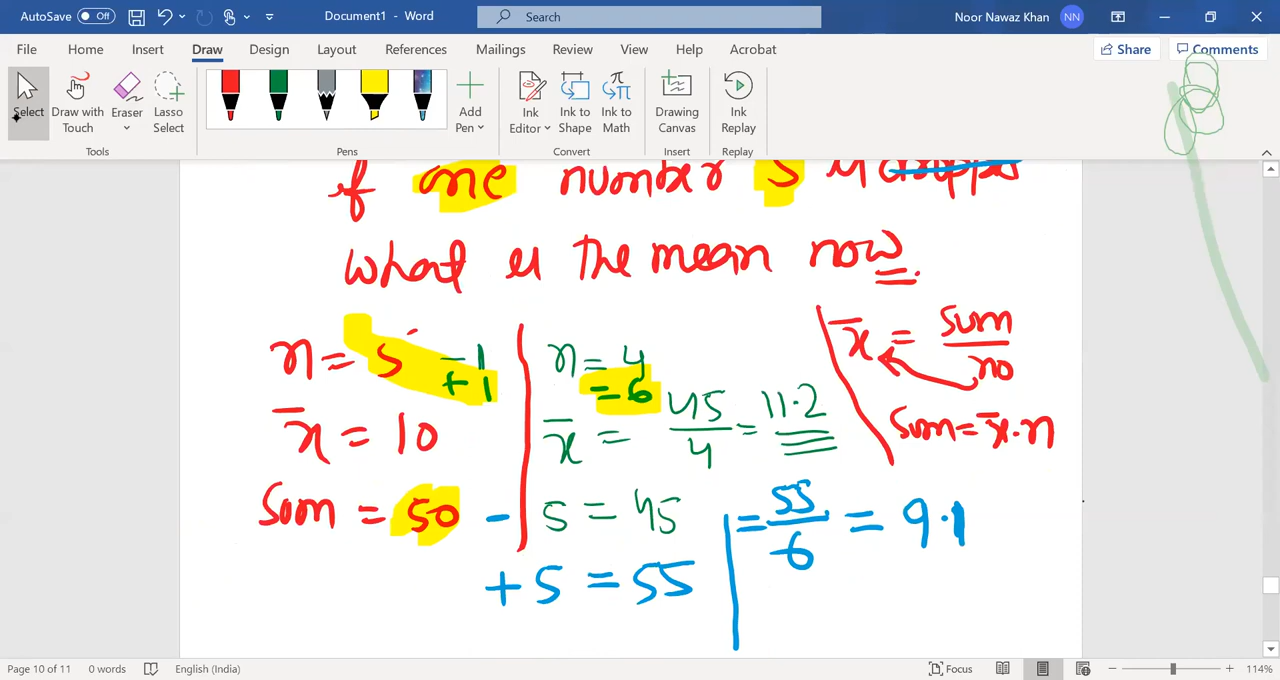 AutoSave Off Document1 - Word Search Noor Nawaz Khan NN
File Home Insert Draw Design Layout References Mailings Review View Help Acrobat Share Comments
Select Draw with Touch Eraser Lasso Select Add Pen Ink Editor Ink to Shape Ink to Math Drawing Canvas Ink Replay
Tools Pens Convert Insert Replay
if one number 5 is
what is the mean now.
n = 5 -1
+1
x̄ = 10
Sum = 50 -
+ 5 = 55
n = 4
= 6
x̄ = 45/4 = 11.2
5 = 45
x̄ = sum/no
Sum = x̄.n
= 55/6 = 9.1
Page 10 of 11 0 words English (India) Focus 114%